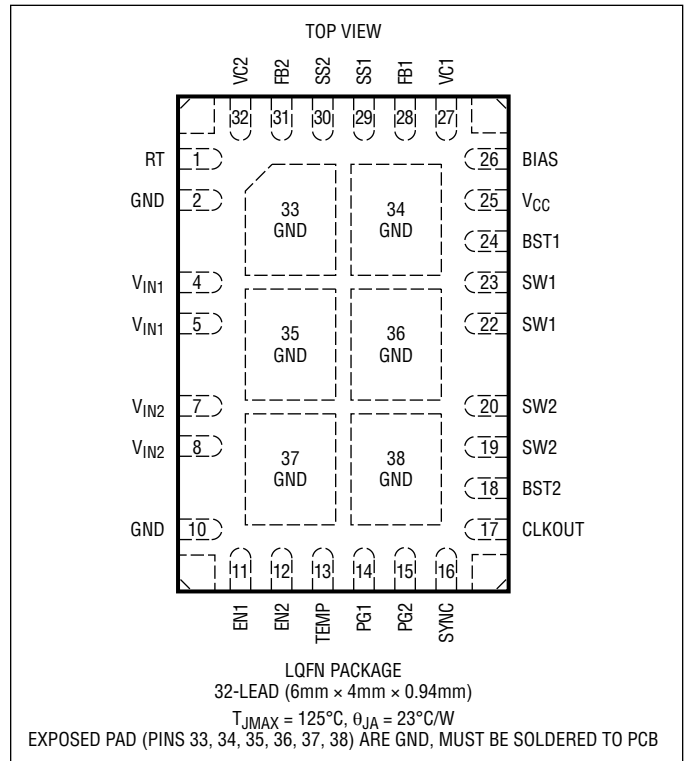 TOP VIEW
VC2 FB2 SS2 SS1 FB1 VC1
32 31 30 29 28 27
RT 1 26 BIAS
GND 2 25 VCC
33 GND
34 GND
24 BST1
VIN1 4 23 SW1
VIN1 5 22 SW1
35 GND
36 GND
VIN2 7 20 SW2
VIN2 8 19 SW2
37 GND
38 GND
18 BST2
GND 10 17 CLKOUT
11 12 13 14 15 16
EN1 EN2 TEMP PG1 PG2 SYNC
LQFN PACKAGE
32-LEAD (6mm × 4mm × 0.94mm)
TJMAX = 125°C, θJA = 23°C/W
EXPOSED PAD (PINS 33, 34, 35, 36, 37, 38) ARE GND, MUST BE SOLDERED TO PCB